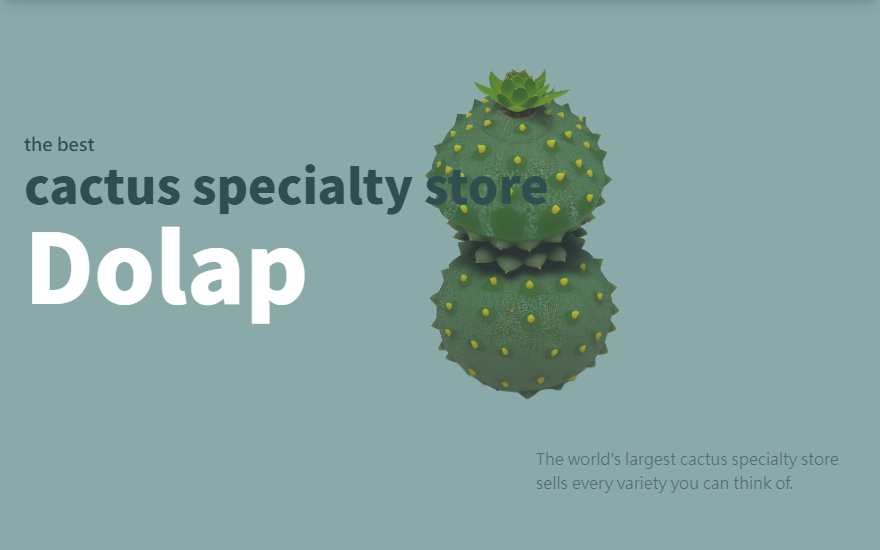 the best
cactus specialty store
Dolap
The world's largest cactus specialty store
sells every variety you can think of.